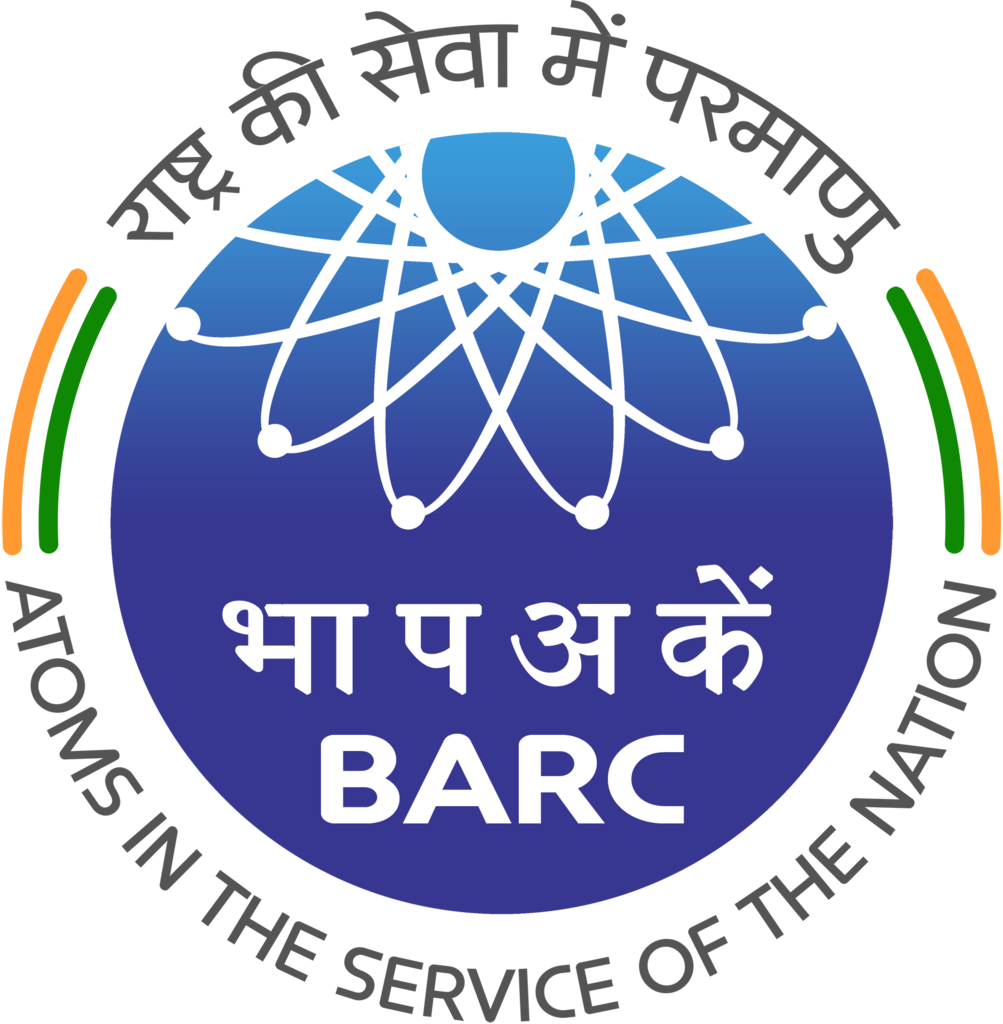 राष्ट्र की सेवा में परमाणु
भा प अ कें
BARC
ATOMS IN THE SERVICE OF THE NATION